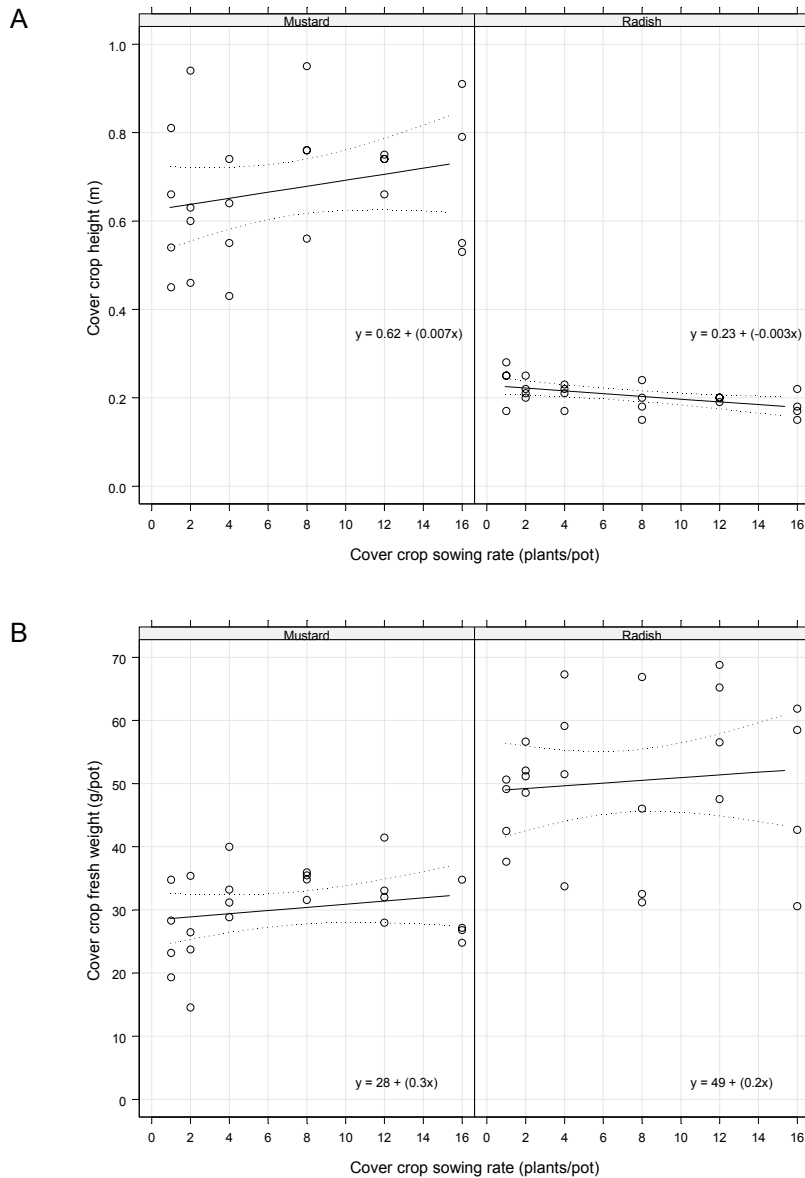 A
Mustard
Radish
1.0
0.8
0.6
0.4
0.2
0.0
Cover crop height (m)
y = 0.62 + (0.007x)
y = 0.23 + (-0.003x)
0 2 4 6 8 10 12 14 16
0 2 4 6 8 10 12 14 16
Cover crop sowing rate (plants/pot)
B
Mustard
Radish
70
60
50
40
30
20
10
0
Cover crop fresh weight (g/pot)
y = 28 + (0.3x)
y = 49 + (0.2x)
0 2 4 6 8 10 12 14 16
0 2 4 6 8 10 12 14 16
Cover crop sowing rate (plants/pot)